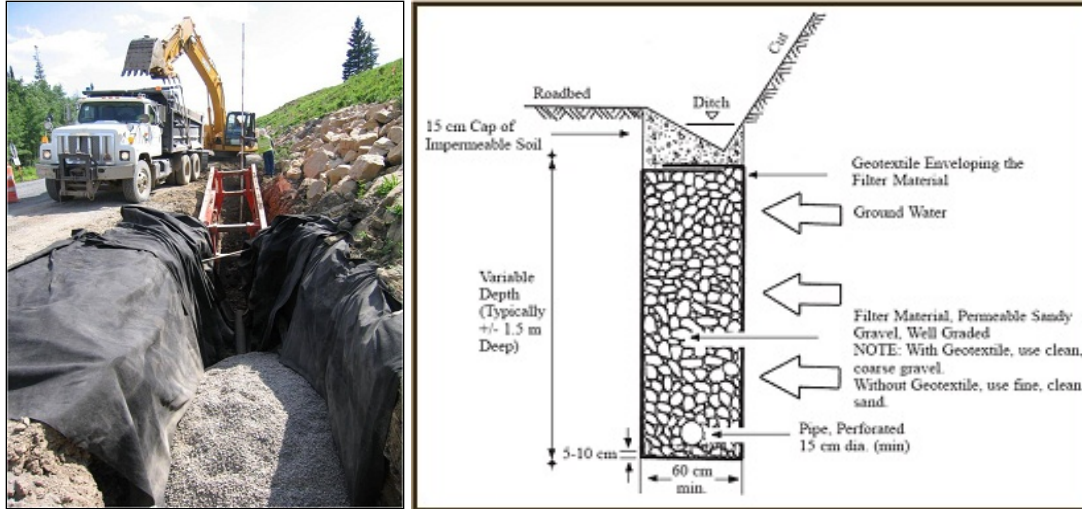 Roadbed
Ditch
Cut
15 cm Cap of
Impermeable Soil
Geotextile Enveloping the
Filter Material
Ground Water
Variable
Depth
(Typically
+/- 1.5 m
Deep)
Filter Material, Permeable Sandy
Gravel, Well Graded
NOTE: With Geotextile, use clean,
coarse gravel.
Without Geotextile, use fine, clean
sand.
Pipe, Perforated
15 cm dia. (min)
5-10 cm
60 cm
min.